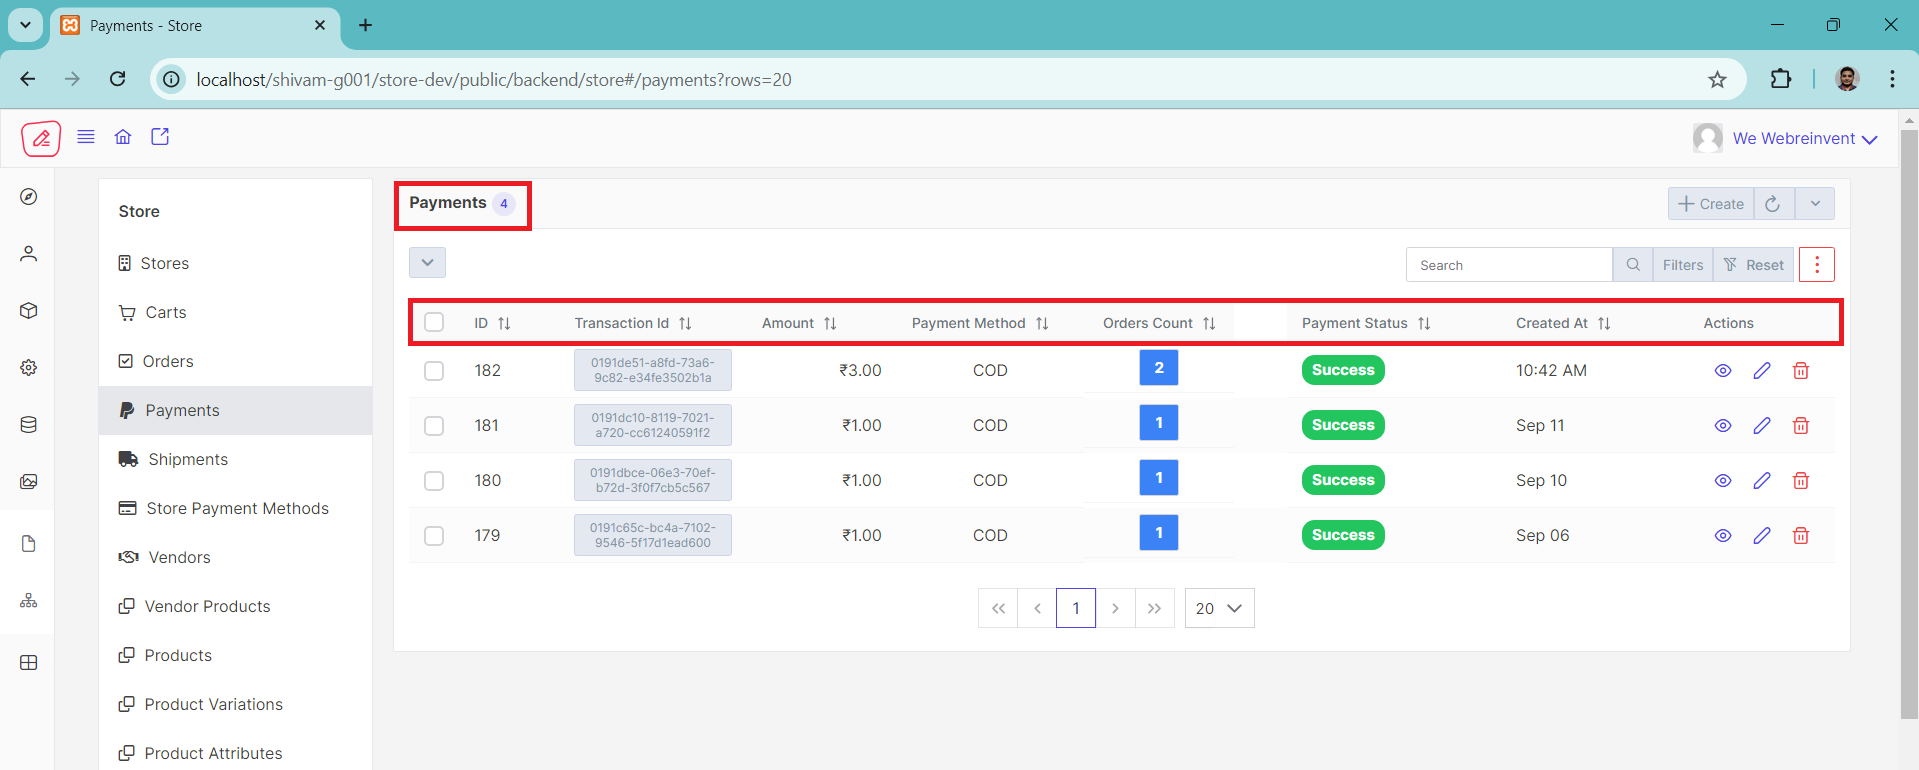 Payments - Store
localhost/shivam-g001/store-dev/public/backend/store#/payments?rows=20
We Webreinvent
Store
Stores
Carts
Orders
Payments
Shipments
Store Payment Methods
Vendors
Vendor Products
Products
Product Variations
Product Attributes
Payments 4
Create
Search Filters Reset
ID Transaction Id Amount Payment Method Orders Count Payment Status Created At Actions
182 0191de51-a8fd-73a6-9c82-e34fe3502b1a ₹3.00 COD 2 Success 10:42 AM
181 0191dc10-8119-7021-a720-cc61240591f2 ₹1.00 COD 1 Success Sep 11
180 0191dbce-06e3-70ef-b72d-3f0f7cb5c567 ₹1.00 COD 1 Success Sep 10
179 0191c65c-bc4a-7102-9546-5f17d1ead600 ₹1.00 COD 1 Success Sep 06
1 20